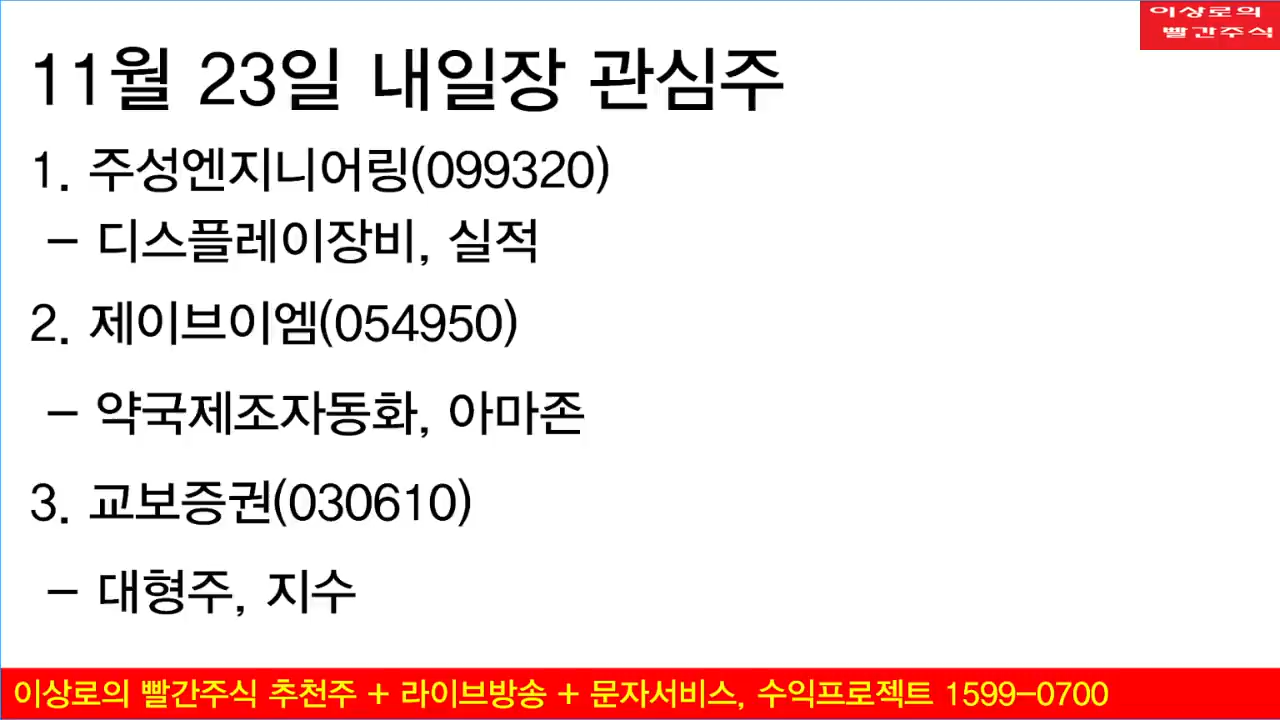 이상로의
빨간주식
11월 23일 내일장 관심주
1. 주성엔지니어링(099320)
- 디스플레이장비, 실적
2. 제이브이엠(054950)
- 약국제조자동화, 아마존
3. 교보증권(030610)
- 대형주, 지수
이상로의 빨간주식 추천주 + 라이브방송 + 문자서비스, 수익프로젝트 1599-0700